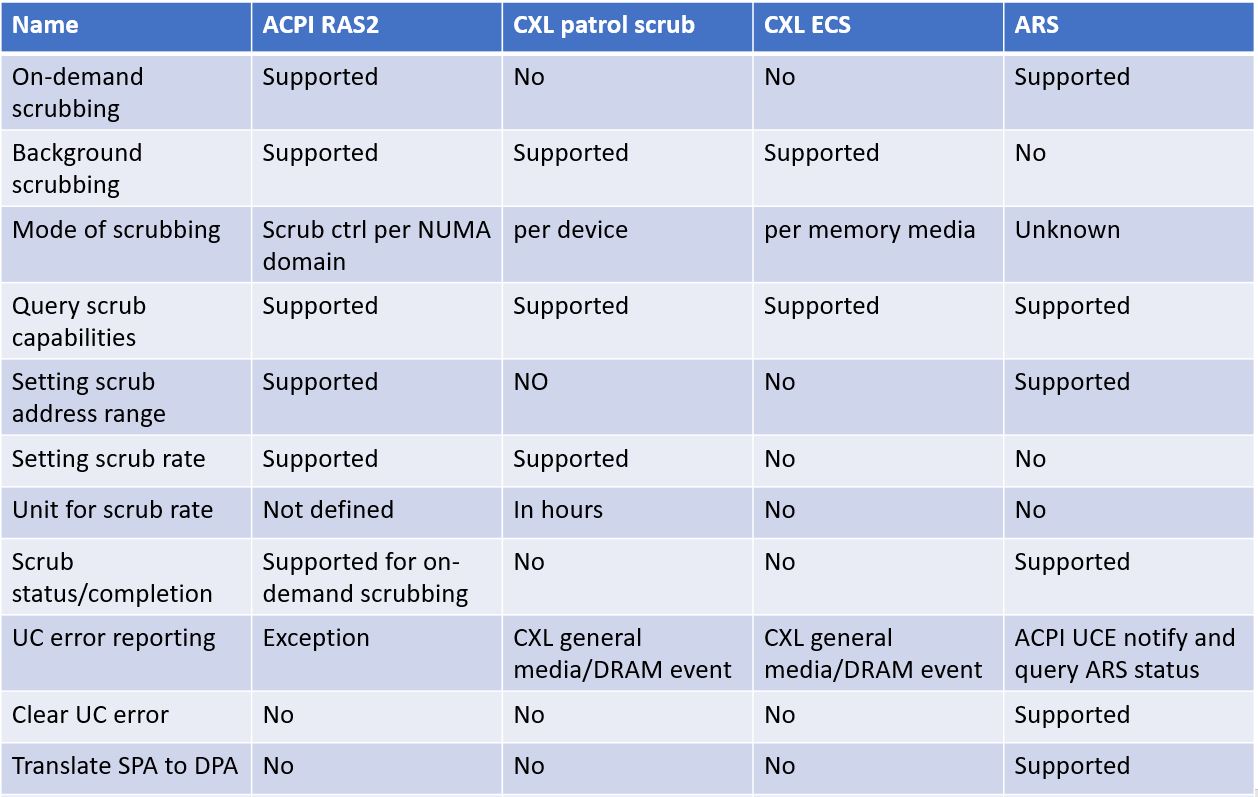 Name ACPI RAS2 CXL patrol scrub CXL ECS ARS
On-demand Supported No No Supported
scrubbing
Background Supported Supported Supported No
scrubbing
Mode of scrubbing Scrub ctrl per NUMA per device per memory media Unknown
domain
Query scrub Supported Supported Supported Supported
capabilities
Setting scrub Supported NO No Supported
address range
Setting scrub rate Supported Supported No No
Unit for scrub rate Not defined In hours No No
Scrub Supported for on- No No Supported
status/completion demand scrubbing
UC error reporting Exception CXL general CXL general ACPI UCE notify and
media/DRAM event media/DRAM event query ARS status
Clear UC error No No No Supported
Translate SPA to DPA No No No Supported